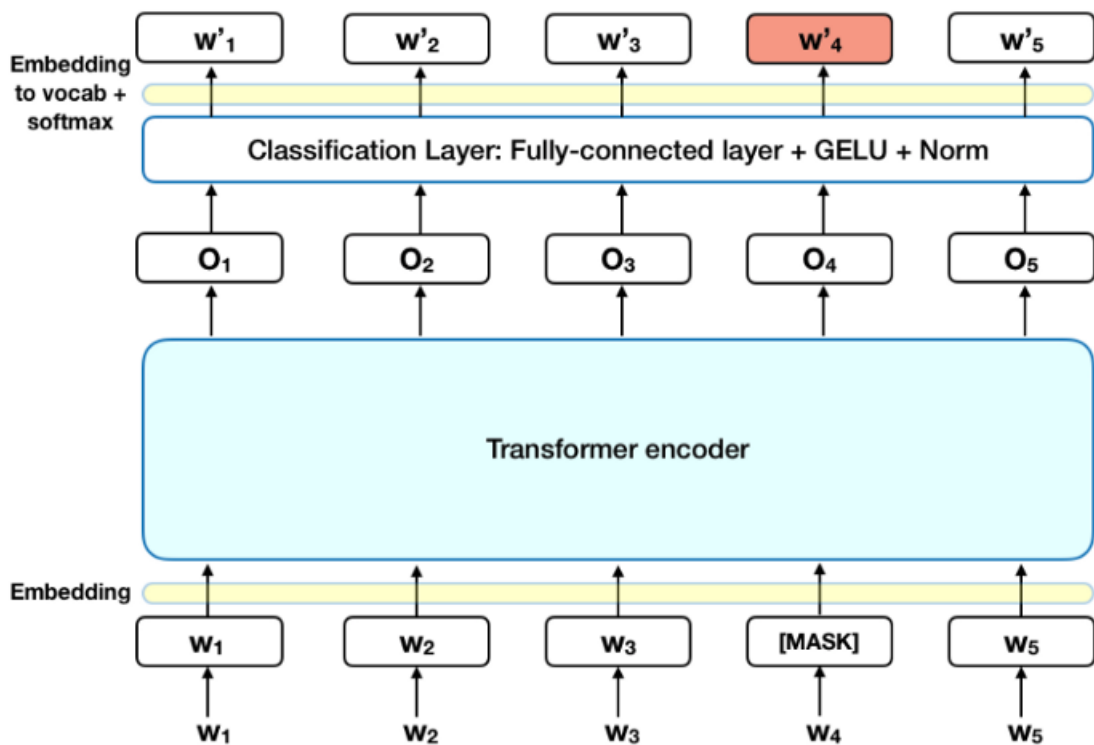 w'₁ w'₂ w'₃ w'₄ w'₅
Embedding
to vocab +
softmax
Classification Layer: Fully-connected layer + GELU + Norm
O₁ O₂ O₃ O₄ O₅
Transformer encoder
Embedding
w₁ w₂ w₃ [MASK] w₅
w₁ w₂ w₃ w₄ w₅